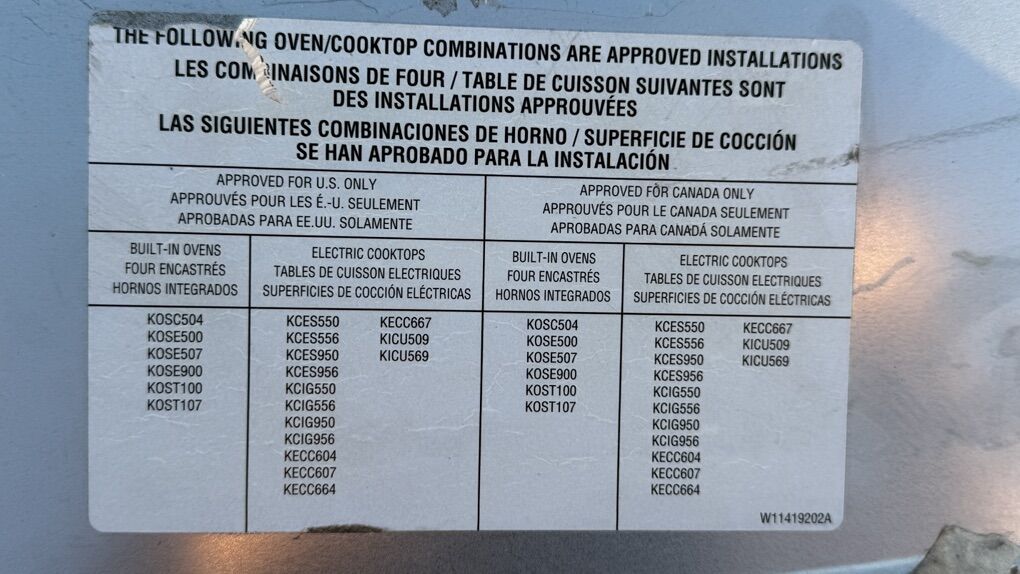 THE FOLLOWING OVEN/COOKTOP COMBINATIONS ARE APPROVED INSTALLATIONS
LES COMBINAISONS DE FOUR / TABLE DE CUISSON SUIVANTES SONT
DES INSTALLATIONS APPROUVÉES
LAS SIGUIENTES COMBINACIONES DE HORNO / SUPERFICIE DE COCCIÓN
SE HAN APROBADO PARA LA INSTALACIÓN
APPROVED FOR U.S. ONLY
APPROUVÉS POUR LES É.-U. SEULEMENT
APROBADAS PARA EE.UU. SOLAMENTE
APPROVED FOR CANADA ONLY
APPROUVÉS POUR LE CANADA SEULEMENT
APROBADAS PARA CANADÁ SOLAMENTE
BUILT-IN OVENS
FOUR ENCASTRÉS
HORNOS INTEGRADOS
ELECTRIC COOKTOPS
TABLES DE CUISSON ELECTRIQUES
SUPERFICIES DE COCCIÓN ELÉCTRICAS
BUILT-IN OVENS
FOUR ENCASTRÉS
HORNOS INTEGRADOS
ELECTRIC COOKTOPS
TABLES DE CUISSON ELECTRIQUES
SUPERFICIES DE COCCIÓN ELÉCTRICAS
KOSC504
KOSE500
KOSE507
KOSE900
KOST100
KOST107
KCES550 KECC667
KCES556 KICU509
KCES950 KICU569
KCES956
KCIG550
KCIG556
KCIG950
KCIG956
KECC604
KECC607
KECC664
KOSC504
KOSE500
KOSE507
KOSE900
KOST100
KOST107
KCES550 KECC667
KCES556 KICU509
KCES950 KICU569
KCES956
KCIG550
KCIG556
KCIG950
KCIG956
KECC604
KECC607
KECC664
W11419202A